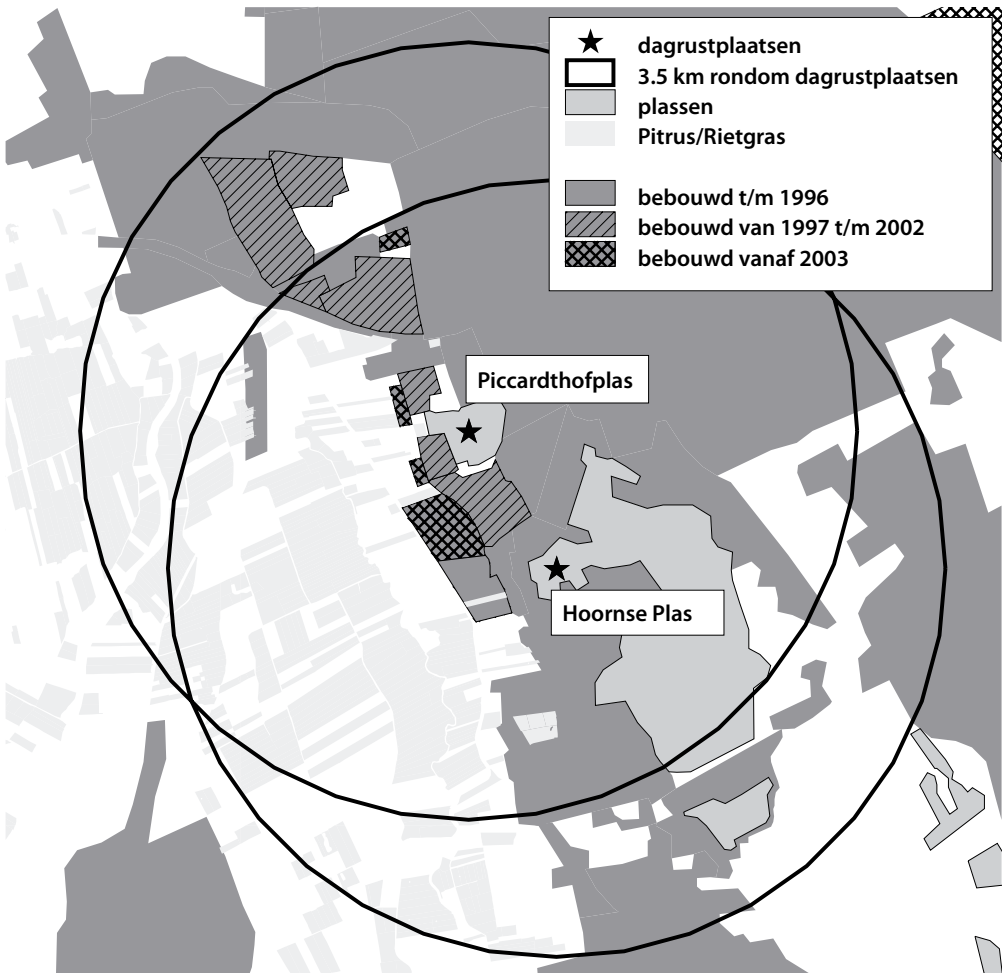 dagrustplaatsen
3.5 km rondom dagrustplaatsen
plassen
Pitrus/Rietgras
bebouwd t/m 1996
bebouwd van 1997 t/m 2002
bebouwd vanaf 2003
Piccardthofplas
Hoornse Plas